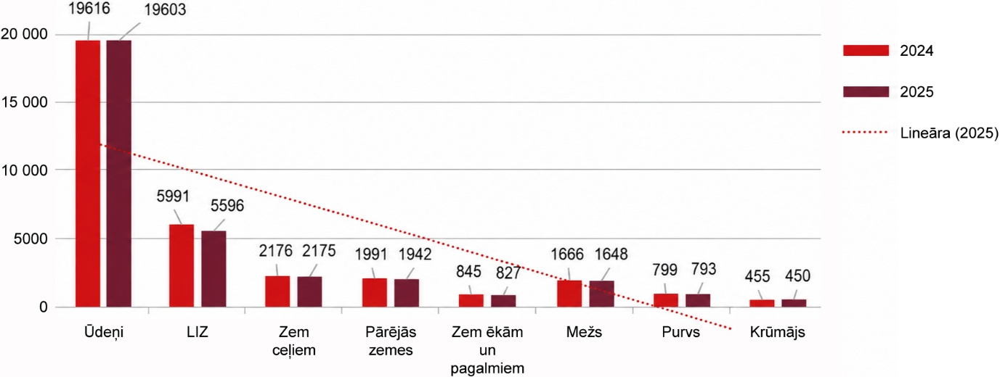 19616 19603
20 000
15 000
10 000
5000
0
5991 5596
2176 2175
1991 1942
845 827
1666 1648
799 793
455 450
Ūdeņi
LIZ
Zem
ceļiem
Pārējās
zemes
Zem ēkām
un
pagalmiem
Mežs
Purvs
Krūmājs
2024
2025
Lineāra (2025)